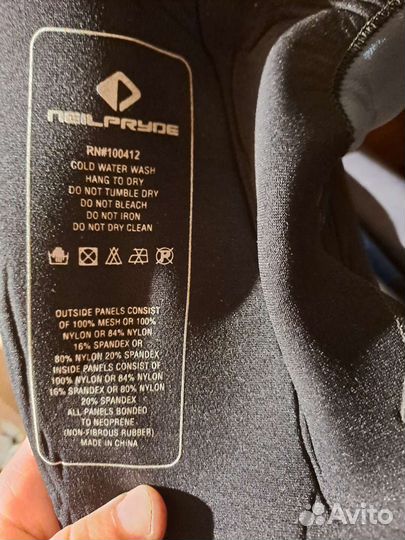 NEILPRYDE
RN#100412
COLD WATER WASH
HANG TO DRY
DO NOT TUMBLE DRY
DO NOT BLEACH
DO NOT IRON
DO NOT DRY CLEAN
OUTSIDE PANELS CONSIST
OF 100% MESH OR 100%
NYLON OR 84% NYLON
16% SPANDEX OR
80% NYLON 20% SPANDEX
INSIDE PANELS CONSIST OF
100% NYLON OR 84% NYLON
16% SPANDEX OR 80% NYLON
20% SPANDEX
ALL PANELS BONDED
TO NEOPRENE
(NON-FIBROUS RUBBER)
MADE IN CHINA
Avito